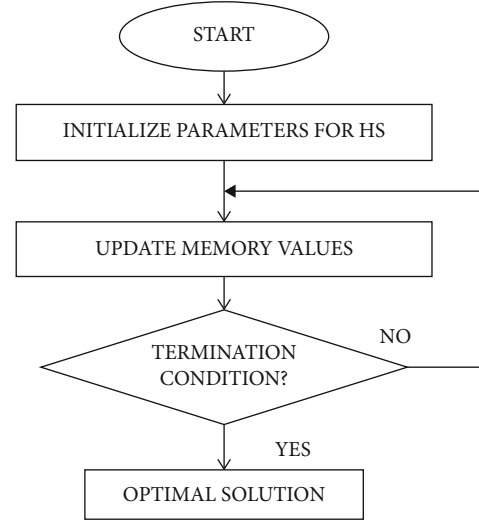 START
INITIALIZE PARAMETERS FOR HS
UPDATE MEMORY VALUES
TERMINATION
CONDITION?
NO
YES
OPTIMAL SOLUTION